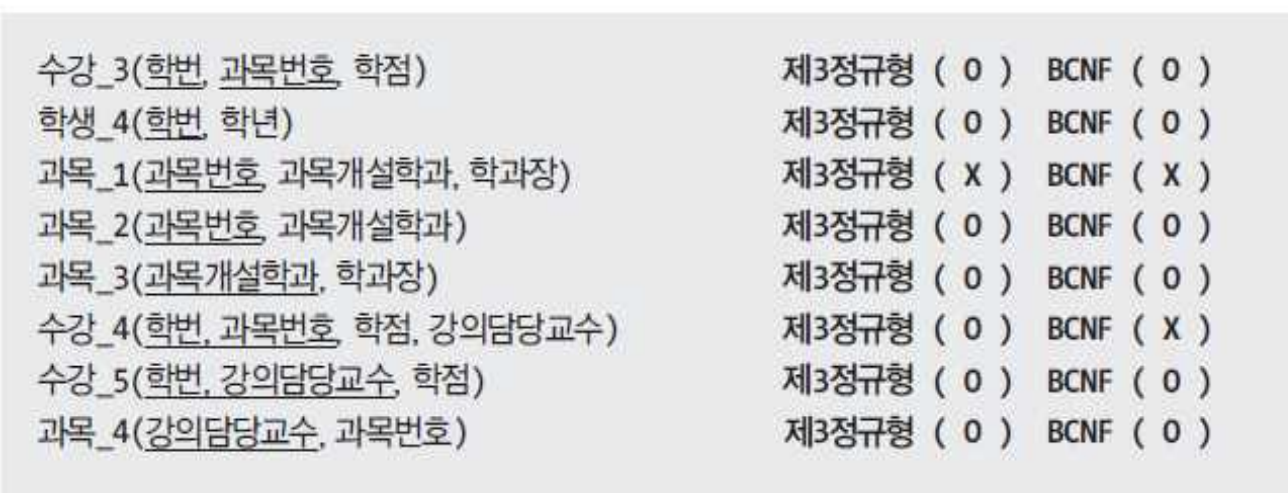 수강_3(학번, 과목번호, 학점) 제3정규형 ( O ) BCNF ( O )
학생_4(학번, 학년) 제3정규형 ( O ) BCNF ( O )
과목_1(과목번호, 과목개설학과, 학과장) 제3정규형 ( X ) BCNF ( X )
과목_2(과목번호, 과목개설학과) 제3정규형 ( O ) BCNF ( O )
과목_3(과목개설학과, 학과장) 제3정규형 ( O ) BCNF ( O )
수강_4(학번, 과목번호, 학점, 강의담당교수) 제3정규형 ( O ) BCNF ( X )
수강_5(학번, 강의담당교수, 학점) 제3정규형 ( O ) BCNF ( O )
과목_4(강의담당교수, 과목번호) 제3정규형 ( O ) BCNF ( O )